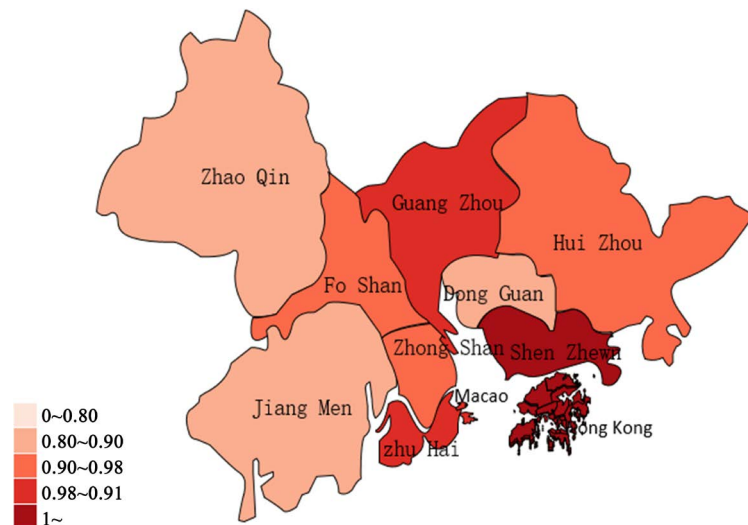 Zhao Qin
Guang Zhou
Hui Zhou
Fo Shan
Dong Guan
Zhong Shan
Shen Zhewn
Macao
Jiang Men
Hong Kong
zhu Hai
0~0.80
0.80~0.90
0.90~0.98
0.98~0.91
1~